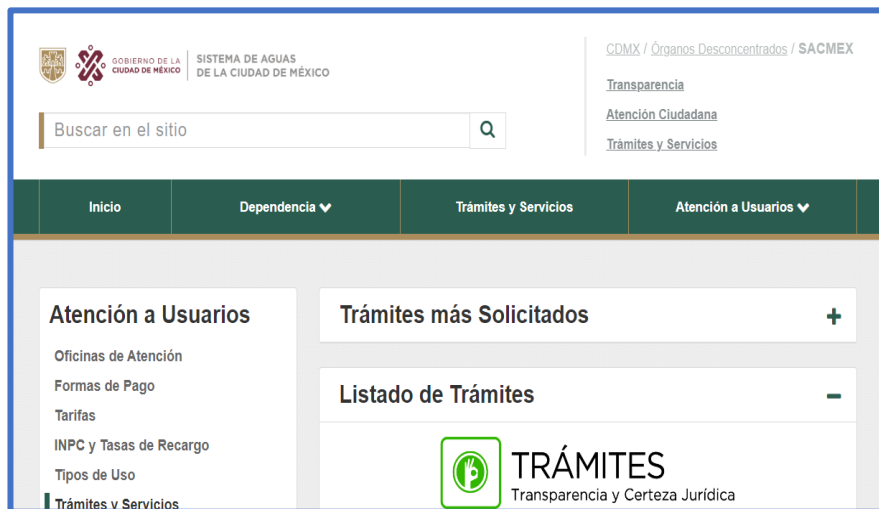 GOBIERNO DE LA
CIUDAD DE MÉXICO
SISTEMA DE AGUAS
DE LA CIUDAD DE MÉXICO
Buscar en el sitio
CDMX / Órganos Desconcentrados / SACMEX
Transparencia
Atención Ciudadana
Trámites y Servicios
Inicio
Dependencia
Trámites y Servicios
Atención a Usuarios
Atención a Usuarios
Oficinas de Atención
Formas de Pago
Tarifas
INPC y Tasas de Recargo
Tipos de Uso
Trámites y Servicios
Trámites más Solicitados
Listado de Trámites
TRÁMITES
Transparencia y Certeza Jurídica